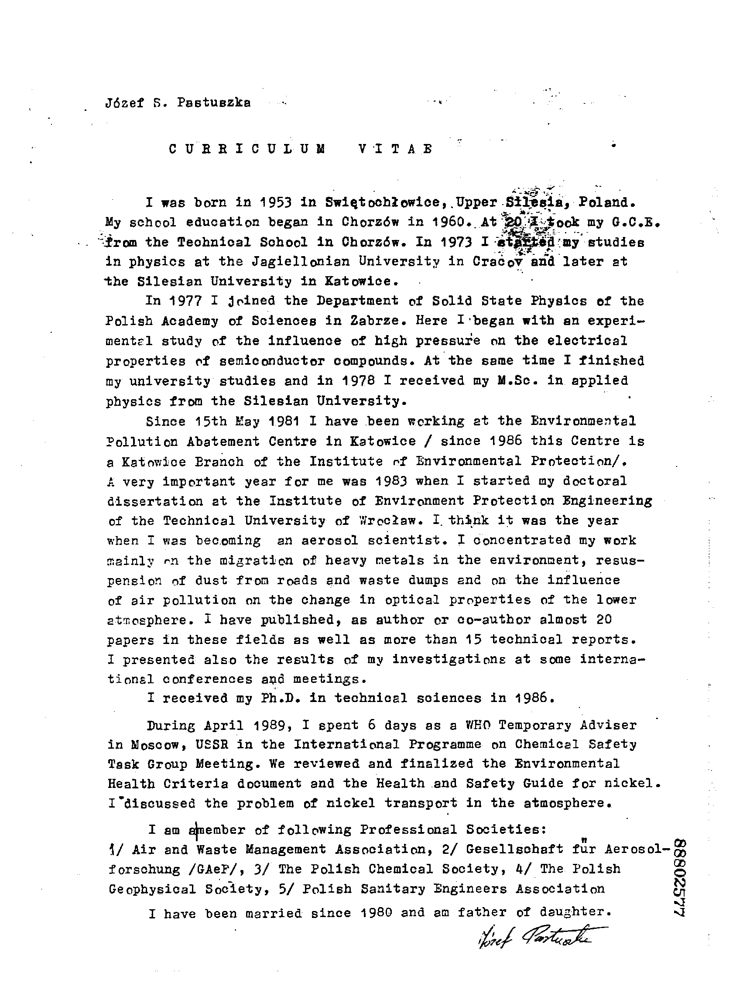 Józef S. Pastuszka
CURRICULUM VITAE
I was born in 1953 in Swiętochłowice, Upper Silesia, Poland.
My school education began in Chorzów in 1960. At 20 I took my G.C.E.
from the Technical School in Chorzów. In 1973 I started my studies
in physics at the Jagiellonian University in Cracov and later at
the Silesian University in Katowice.
In 1977 I joined the Department of Solid State Physics of the
Polish Academy of Sciences in Zabrze. Here I began with an experi-
mental study of the influence of high pressure on the electrical
properties of semiconductor compounds. At the same time I finished
my university studies and in 1978 I received my M.Sc. in applied
physics from the Silesian University.
Since 15th May 1981 I have been working at the Environmental
Pollution Abatement Centre in Katowice / since 1986 this Centre is
a Katowice Branch of the Institute of Environmental Protection/.
A very important year for me was 1983 when I started my doctoral
dissertation at the Institute of Environment Protection Engineering
of the Technical University of Wrocław. I think it was the year
when I was becoming an aerosol scientist. I concentrated my work
mainly on the migration of heavy metals in the environment, resus-
pension of dust from roads and waste dumps and on the influence
of air pollution on the change in optical properties of the lower
atmosphere. I have published, as author or co-author almost 20
papers in these fields as well as more than 15 technical reports.
I presented also the results of my investigations at some interna-
tional conferences and meetings.
I received my Ph.D. in technical sciences in 1986.
During April 1989, I spent 6 days as a WHO Temporary Adviser
in Moscow, USSR in the International Programme on Chemical Safety
Task Group Meeting. We reviewed and finalized the Environmental
Health Criteria document and the Health and Safety Guide for nickel.
I discussed the problem of nickel transport in the atmosphere.
I am a member of following Professional Societies:
1/ Air and Waste Management Association, 2/ Gesellschaft für Aerosol-
forschung /GAeF/, 3/ The Polish Chemical Society, 4/ The Polish
Geophysical Society, 5/ Polish Sanitary Engineers Association
I have been married since 1980 and am father of daughter.
Józef Pastuszka
88802577